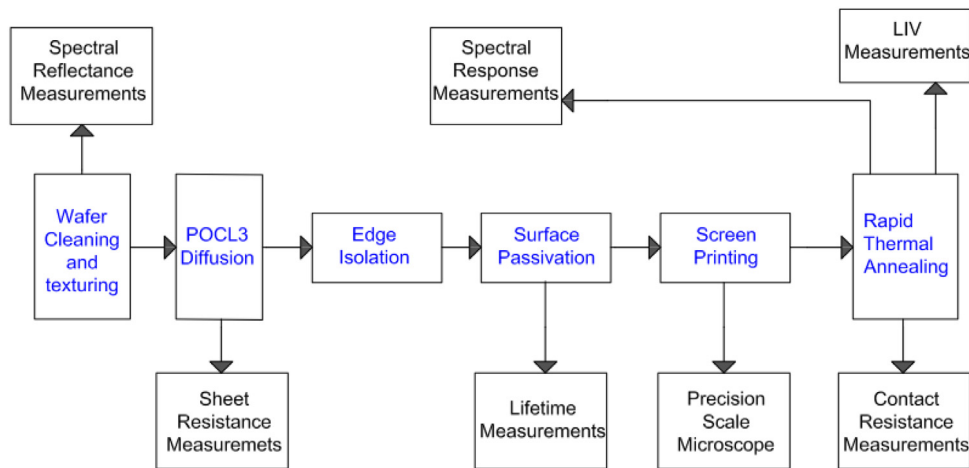 Spectral
Reflectance
Measurements
Spectral
Response
Measurements
LIV
Measurements
Wafer
Cleaning
and
texturing
POCL3
Diffusion
Edge
Isolation
Surface
Passivation
Screen
Printing
Rapid
Thermal
Annealing
Sheet
Resistance
Measuremets
Lifetime
Measurements
Precision
Scale
Microscope
Contact
Resistance
Measurements